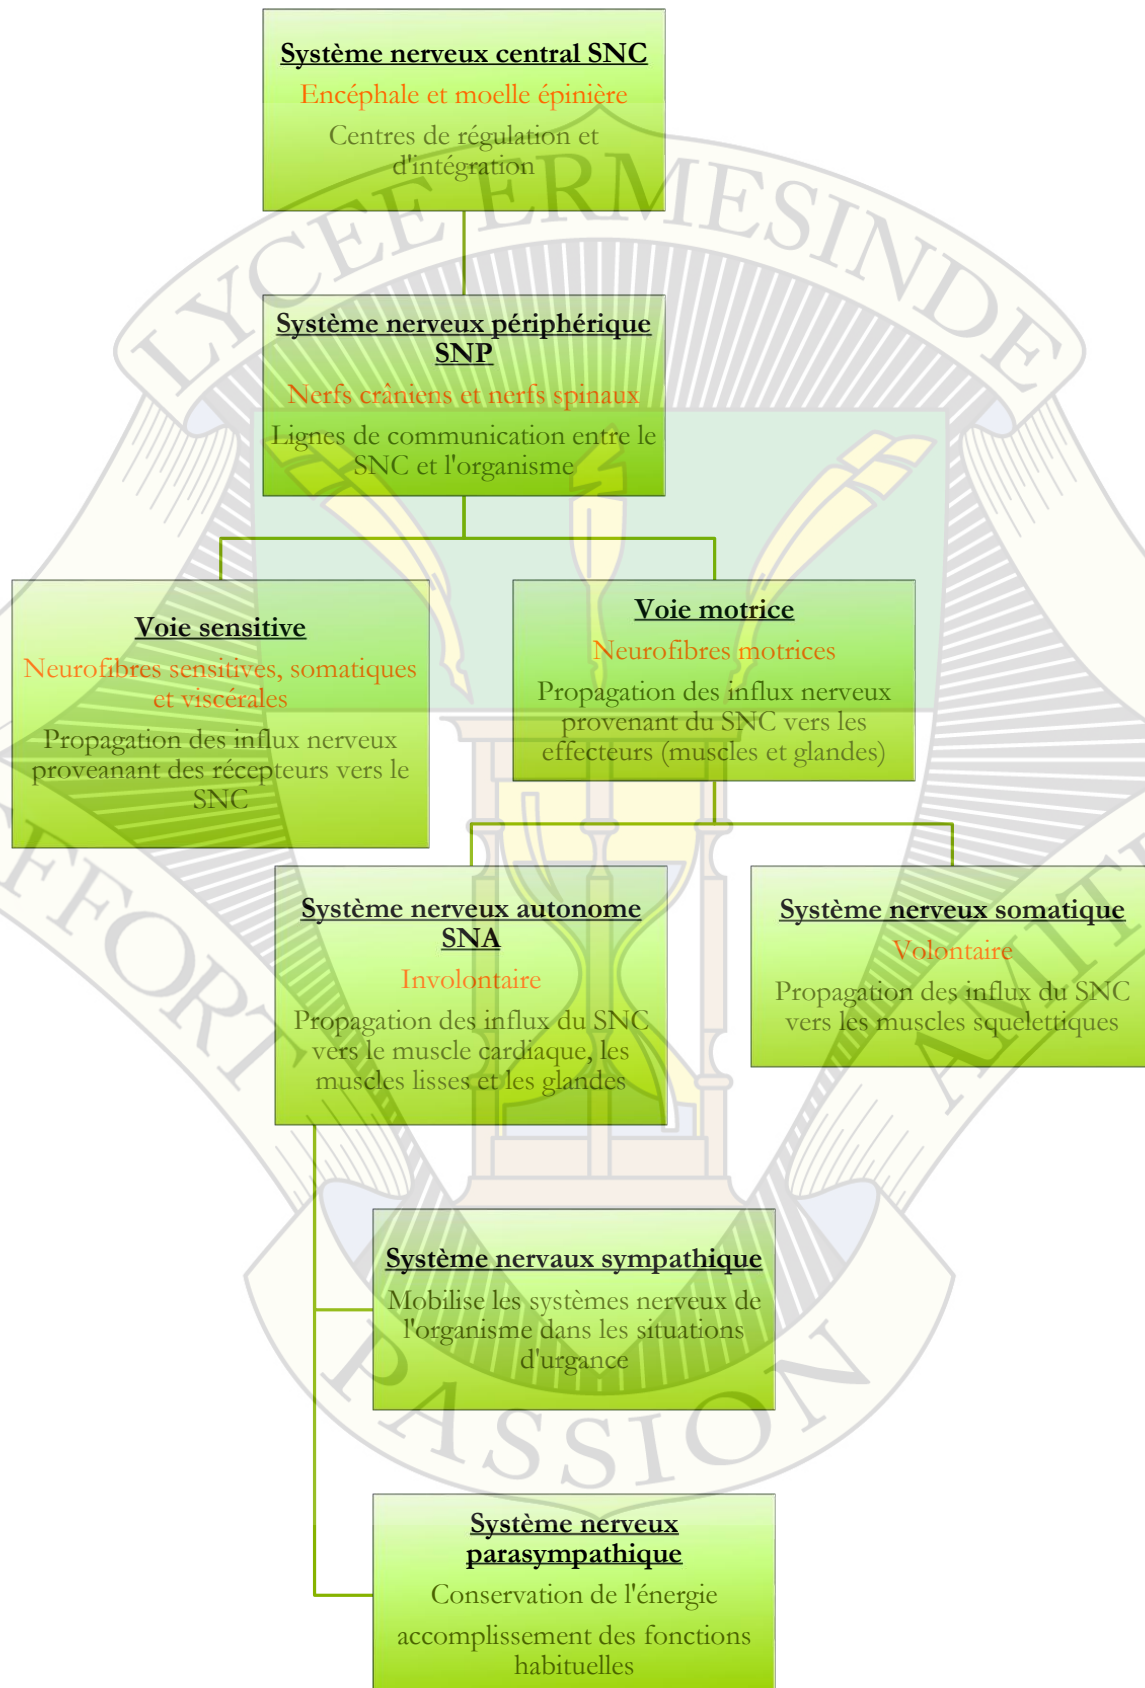 Système nerveux central SNC
Encéphale et moelle épinière
Centres de régulation et
d'intégration
LYCEE ERMESINDE
Système nerveux périphérique
SNP
Nerfs crâniens et nerfs spinaux
Lignes de communication entre le
SNC et l'organisme
Voie sensitive
Neurofibres sensitives, somatiques
et viscérales
Propagation des influx nerveux
proveanant des récepteurs vers le
SNC
Voie motrice
Neurofibres motrices
Propagation des influx nerveux
provenant du SNC vers les
effecteurs (muscles et glandes)
Système nerveux autonome
SNA
Involontaire
Propagation des influx du SNC
vers le muscle cardiaque, les
muscles lisses et les glandes
Système nerveux somatique
Volontaire
Propagation des influx du SNC
vers les muscles squelettiques
EFFORT
Système nervaux sympathique
Mobilise les systèmes nerveux de
l'organisme dans les situations
d'urgance
PASSION
Système nerveux
parasympathique
Conservation de l'énergie
accomplissement des fonctions
habituelles